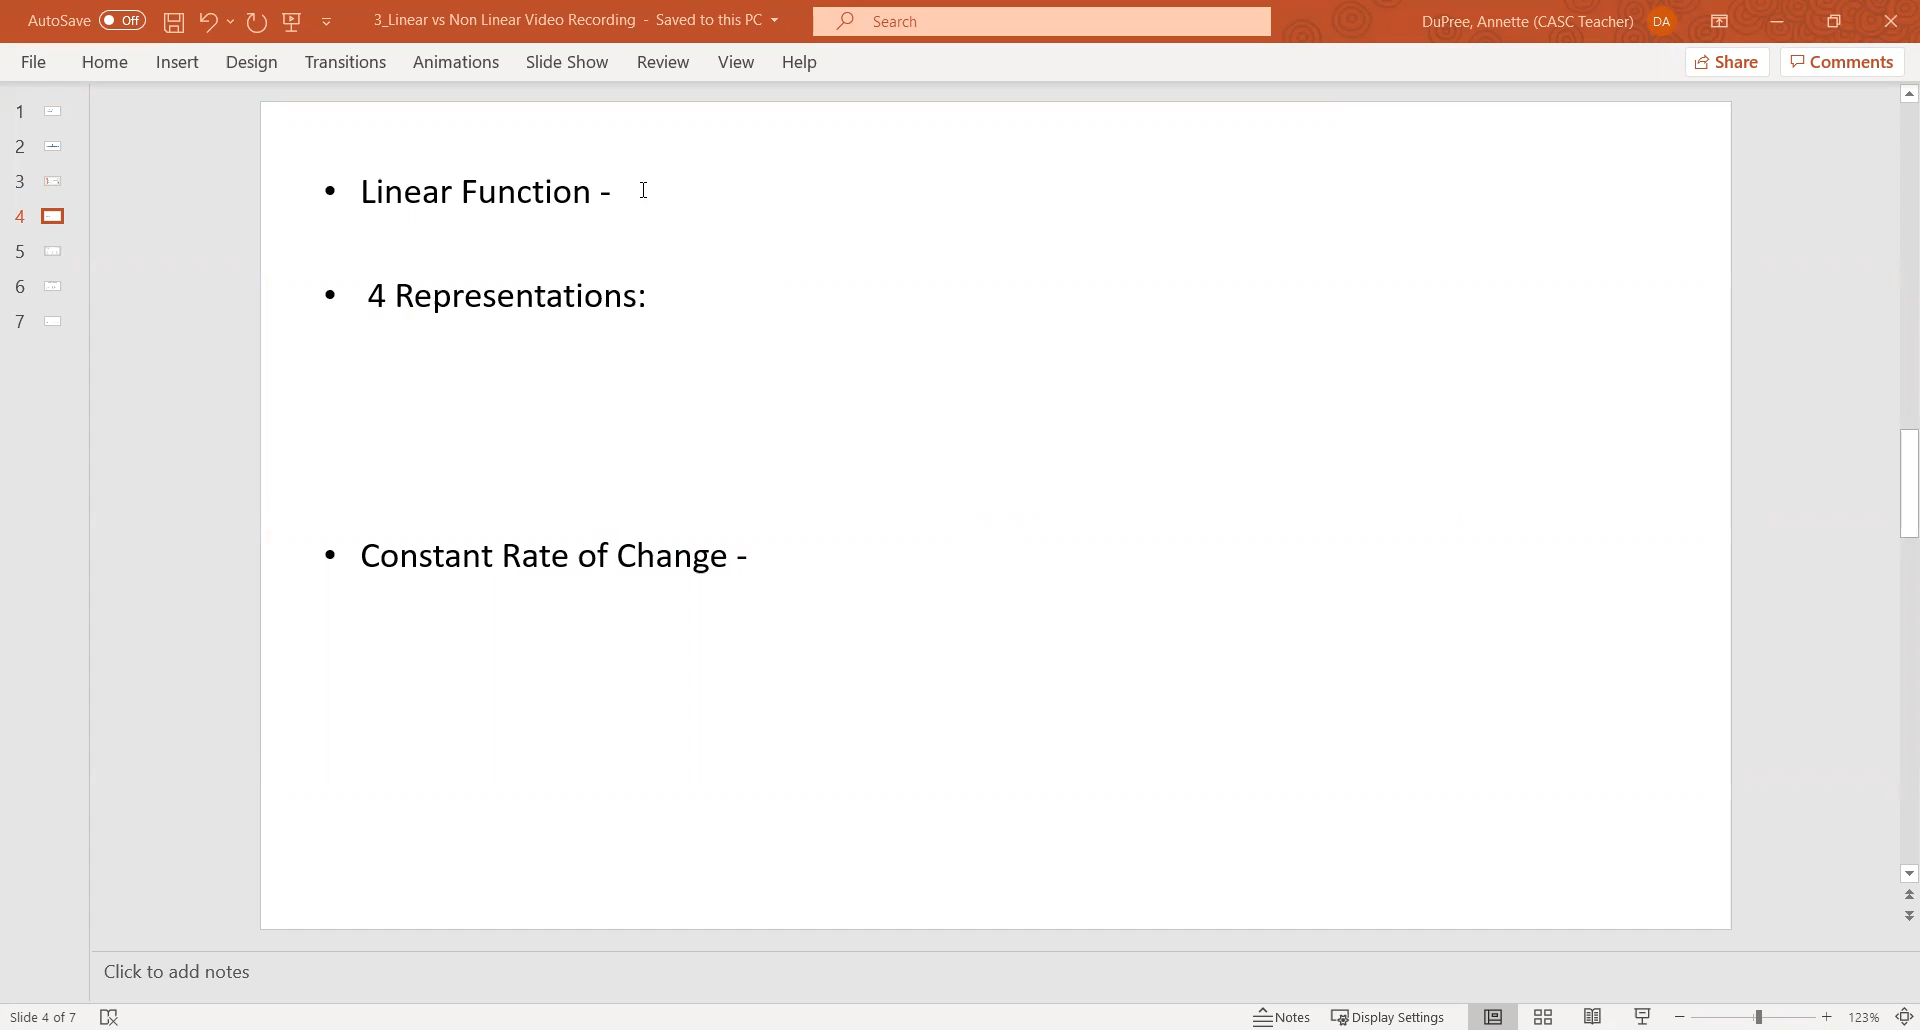 AutoSave Off 3_Linear vs Non Linear Video Recording - Saved to this PC Search DuPree, Annette (CASC Teacher) DA
File Home Insert Design Transitions Animations Slide Show Review View Help Share Comments
1
2
3
4
5
6
7
• Linear Function -
• 4 Representations:
• Constant Rate of Change -
Click to add notes
Slide 4 of 7 Notes Display Settings 123%